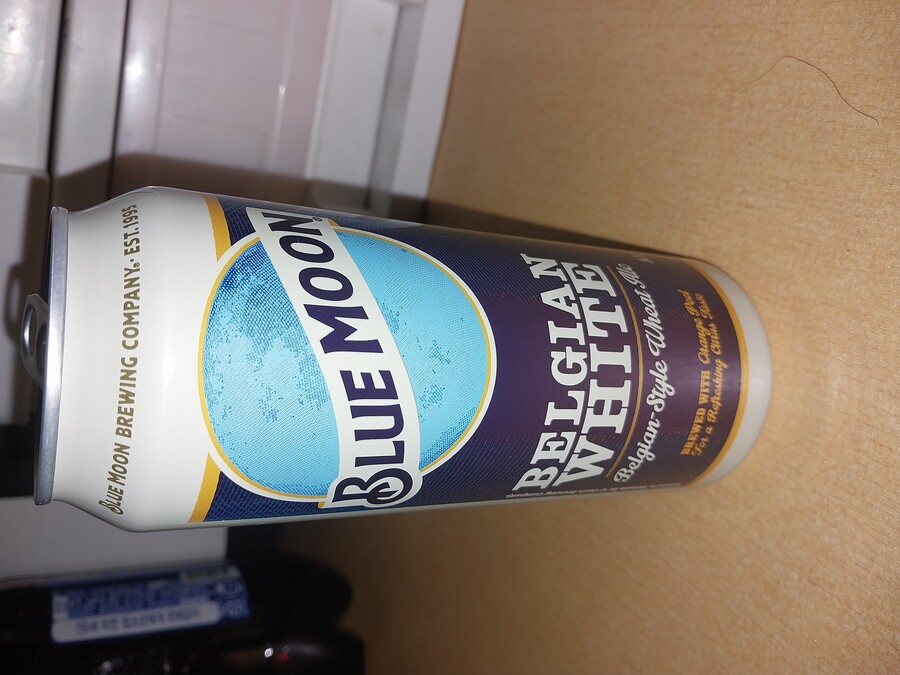 BLUE MOON BREWING COMPANY® · EST. 1995
BLUE MOON
BELGIAN
WHITE
Belgian-Style Wheat Ale
BREWED WITH Orange Peel
For a Refreshing Citrus Taste